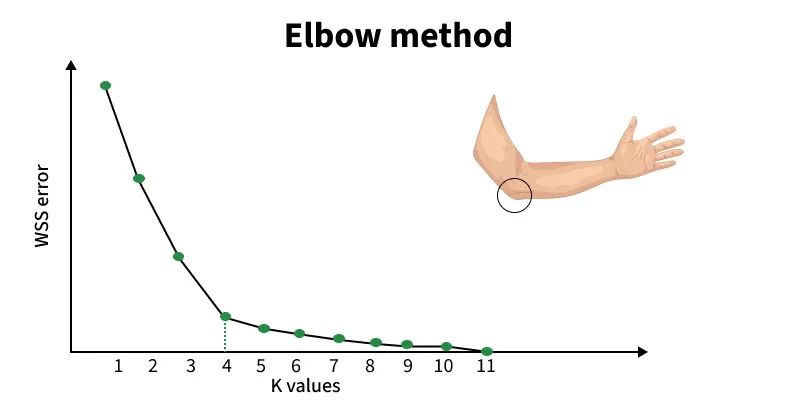 Elbow method
WSS error
1 2 3 4 5 6 7 8 9 10 11
K values